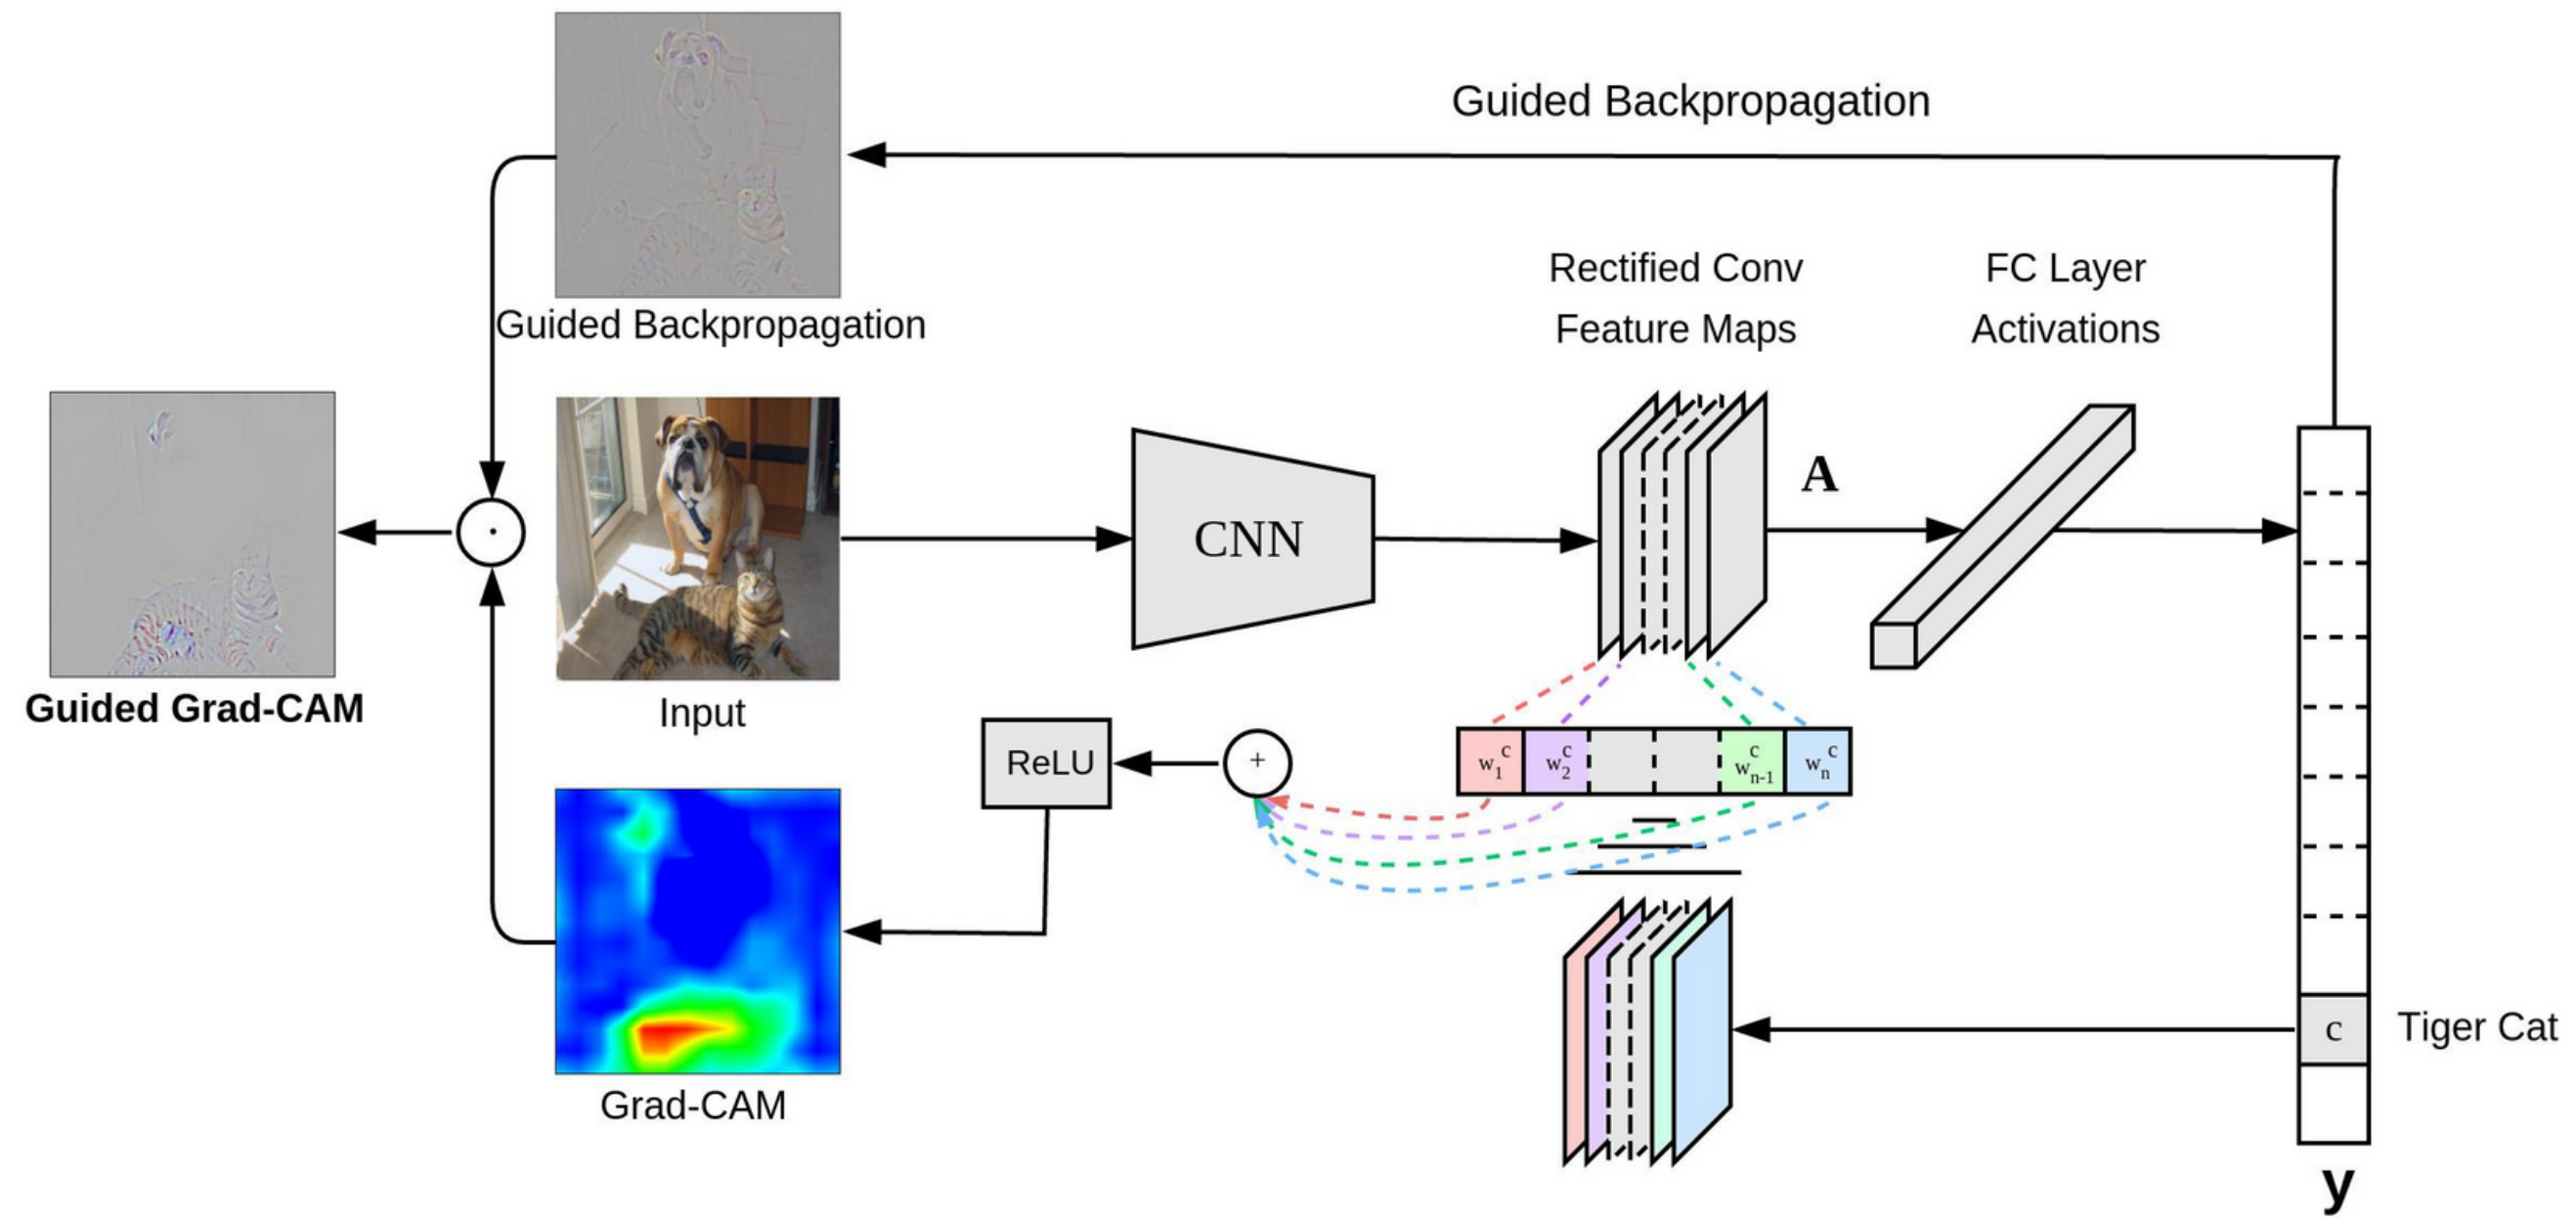 Guided Backpropagation
Rectified Conv
Feature Maps
FC Layer
Activations
Guided Backpropagation
A
CNN
Guided Grad-CAM
Input
ReLU
+
w₁ᶜ w₂ᶜ wₙ₋₁ᶜ wₙᶜ
c
Tiger Cat
Grad-CAM
y